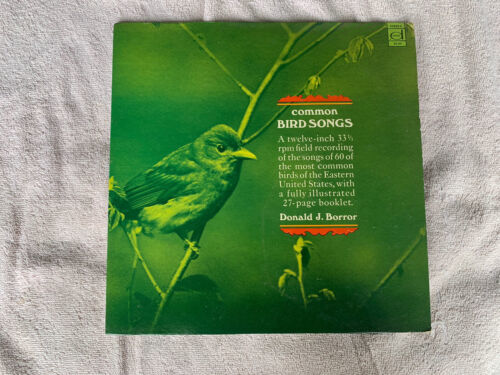 common
BIRD SONGS
A twelve-inch 33⅓
rpm field recording
of the songs of 60 of
the most common
birds of the Eastern
United States, with
a fully illustrated
27-page booklet.
Donald J. Borror